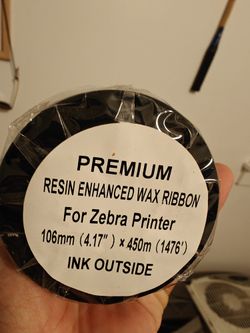 PREMIUM
RESIN ENHANCED WAX RIBBON
For Zebra Printer
106mm (4.17") × 450m (1476')
INK OUTSIDE